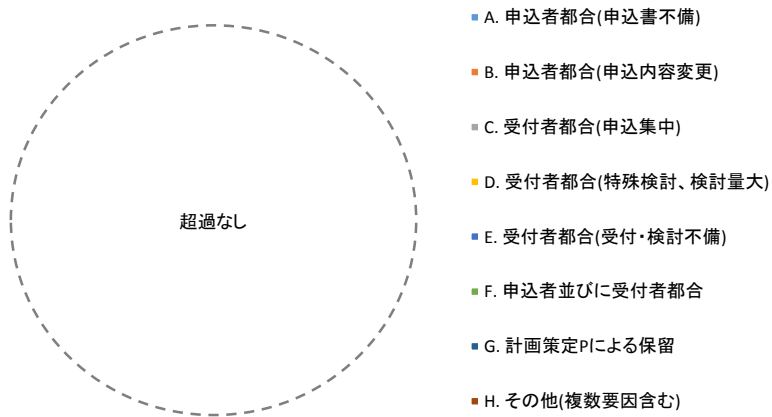 超過なし
A. 申込者都合(申込書不備)
B. 申込者都合(申込内容変更)
C. 受付者都合(申込集中)
D. 受付者都合(特殊検討、検討量大)
E. 受付者都合(受付・検討不備)
F. 申込者並びに受付者都合
G. 計画策定Pによる保留
H. その他(複数要因含む)